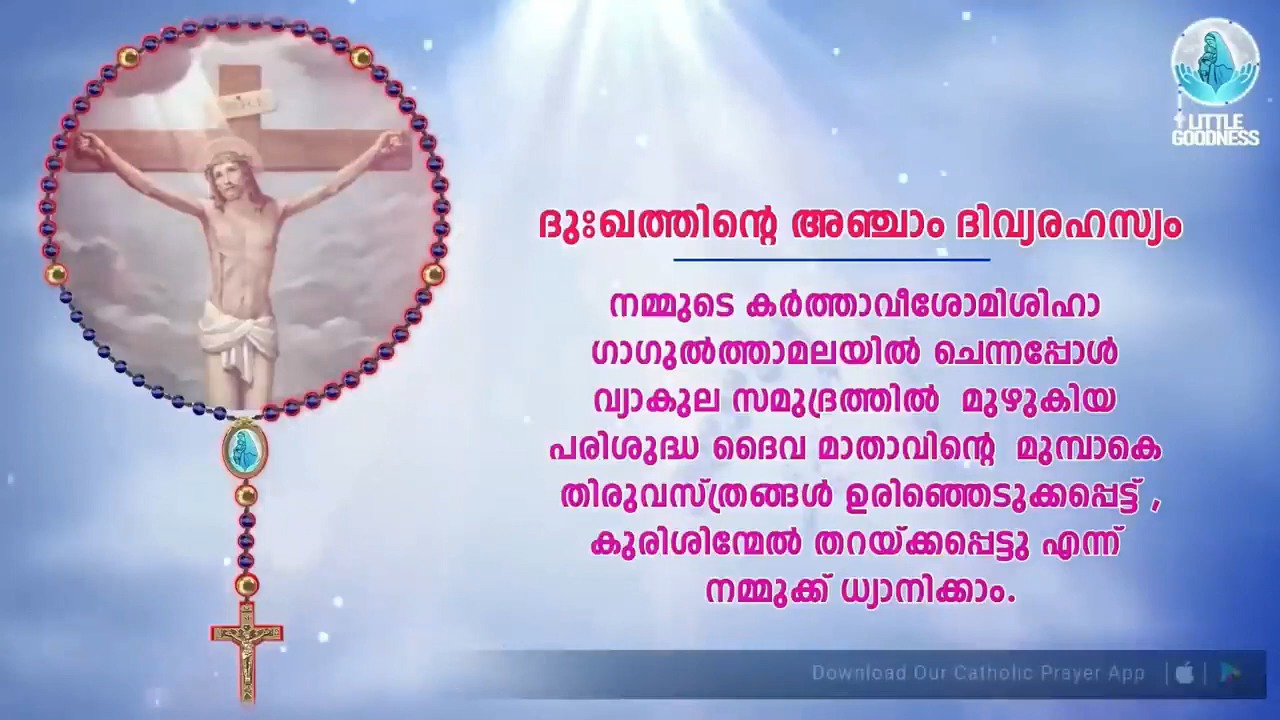 LITTLE
GOODNESS
ദുഃഖത്തിന്റെ അഞ്ചാം ദിവ്യരഹസ്യം
നമ്മുടെ കർത്താവീശോമിശിഹാ
ഗാഗുൽത്താമലയിൽ ചെന്നപ്പോൾ
വ്യാകുല സമുദ്രത്തിൽ മുഴുകിയ
പരിശുദ്ധ ദൈവ മാതാവിന്റെ മുമ്പാകെ
തിരുവസ്ത്രങ്ങൾ ഉരിഞ്ഞെടുക്കപ്പെട്ട് ,
കുരിശിന്മേൽ തറയ്ക്കപ്പെട്ടു എന്ന്
നമ്മുക്ക് ധ്യാനിക്കാം.
Download Our Catholic Prayer App